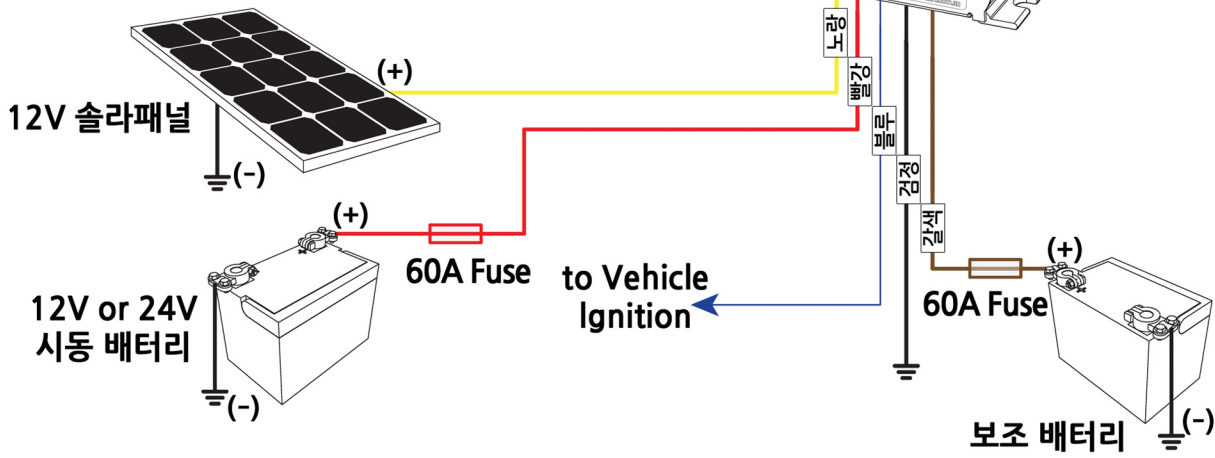 노랑
(+)
빨강
12V 솔라패널
블루
(-)
검정
갈색
(+)
60A Fuse
to Vehicle
Ignition
(+)
60A Fuse
12V or 24V
시동 배터리
(-)
(-)
보조 배터리